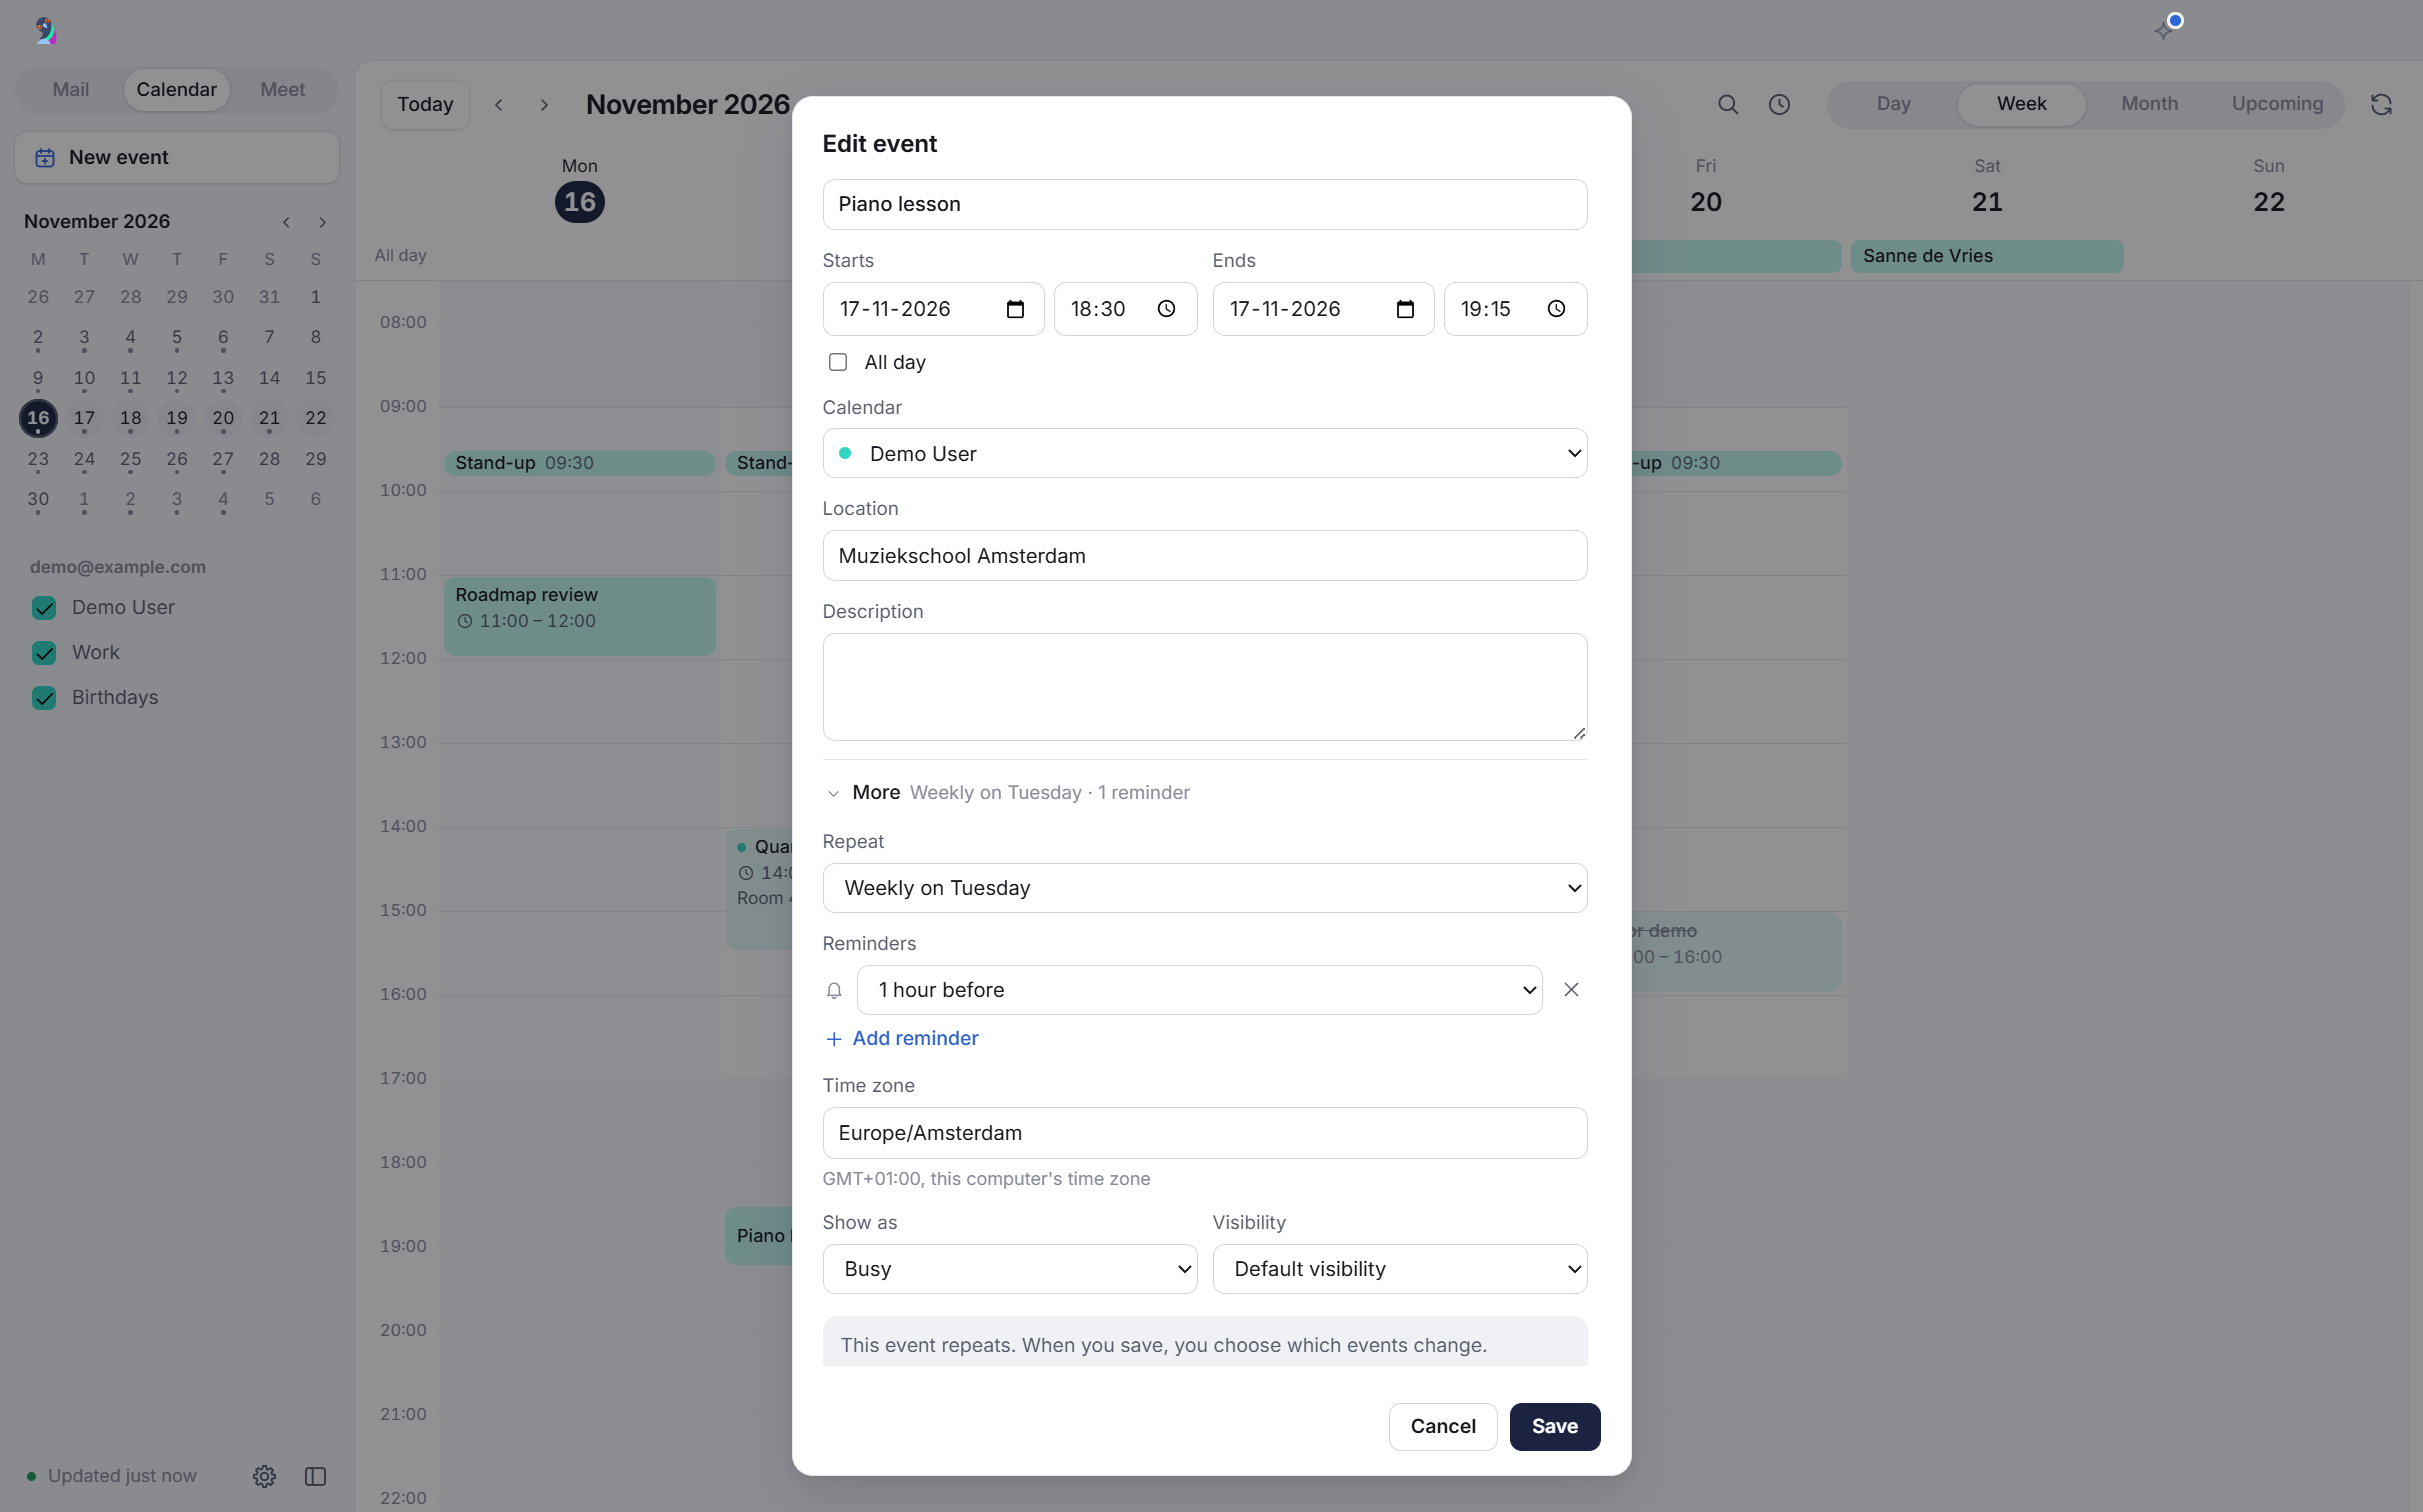 Mail Calendar Meet
New event
November 2026
M T W T F S S
26 27 28 29 30 31 1
2 3 4 5 6 7 8
9 10 11 12 13 14 15
16 17 18 19 20 21 22
23 24 25 26 27 28 29
30 1 2 3 4 5 6
demo@example.com
Demo User
Work
Birthdays
Updated just now
Today November 2026
Day Week Month Upcoming
Mon Fri Sat Sun
16 20 21 22
All day
Sanne de Vries
08:00
09:00
Stand-up 09:30
Stand-
-up 09:30
10:00
11:00
Roadmap review
11:00 – 12:00
12:00
13:00
14:00
Room
15:00
demo
00 – 16:00
16:00
17:00
18:00
Piano
19:00
20:00
21:00
22:00
Edit event
Piano lesson
Starts Ends
17-11-2026 18:30 17-11-2026 19:15
All day
Calendar
Demo User
Location
Muziekschool Amsterdam
Description
More Weekly on Tuesday · 1 reminder
Repeat
Weekly on Tuesday
Reminders
1 hour before
Add reminder
Time zone
Europe/Amsterdam
GMT+01:00, this computer's time zone
Show as Visibility
Busy Default visibility
This event repeats. When you save, you choose which events change.
Cancel Save